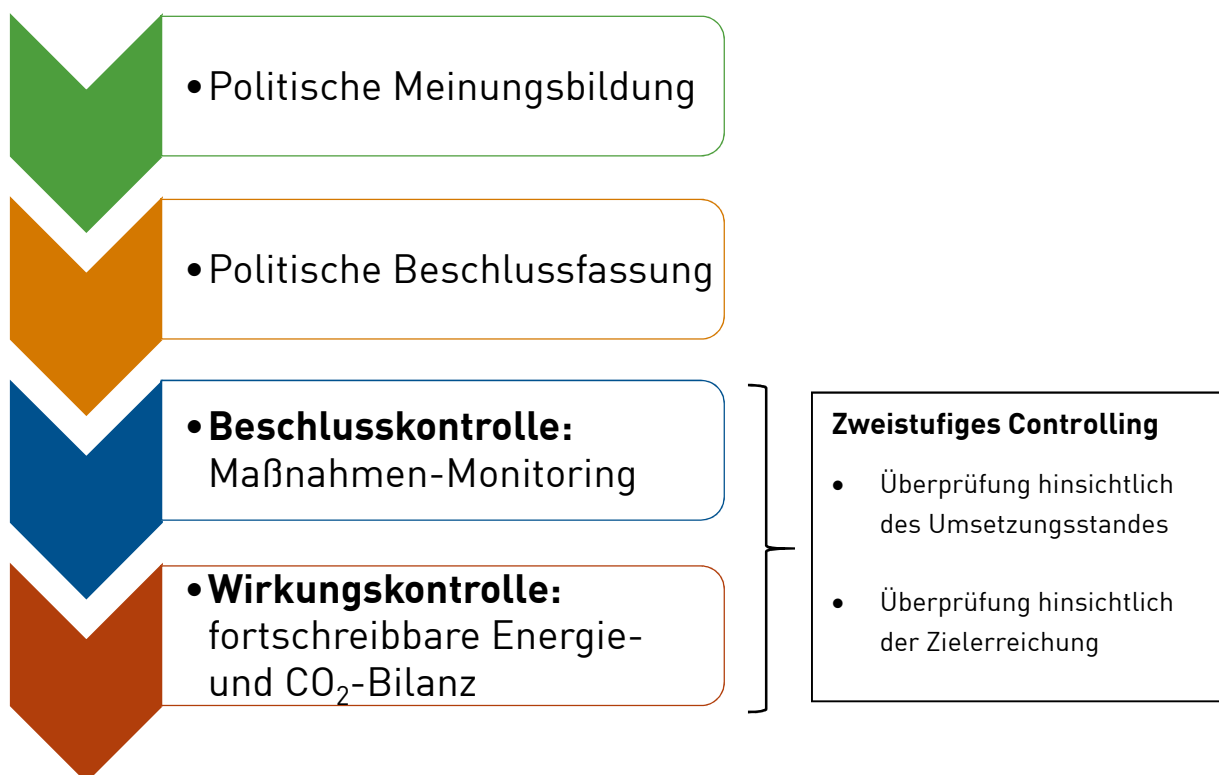 • Politische Meinungsbildung
• Politische Beschlussfassung
• Beschlusskontrolle:
Maßnahmen-Monitoring
• Wirkungskontrolle:
fortschreibbare Energie-
und CO₂-Bilanz
Zweistufiges Controlling
• Überprüfung hinsichtlich
des Umsetzungsstandes
• Überprüfung hinsichtlich
der Zielerreichung